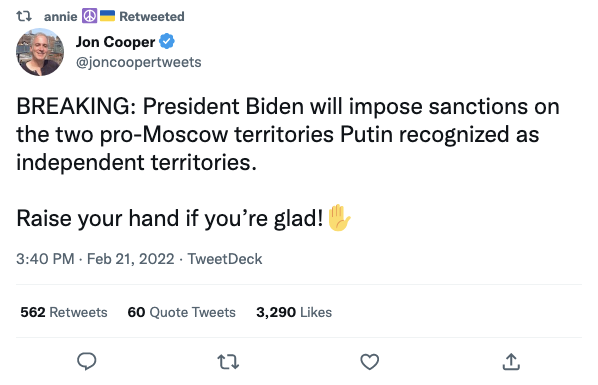 annie ☮️🇺🇦 Retweeted
Jon Cooper
@joncoopertweets
BREAKING: President Biden will impose sanctions on
the two pro-Moscow territories Putin recognized as
independent territories.
Raise your hand if you’re glad!✋
3:40 PM · Feb 21, 2022 · TweetDeck
562 Retweets 60 Quote Tweets 3,290 Likes